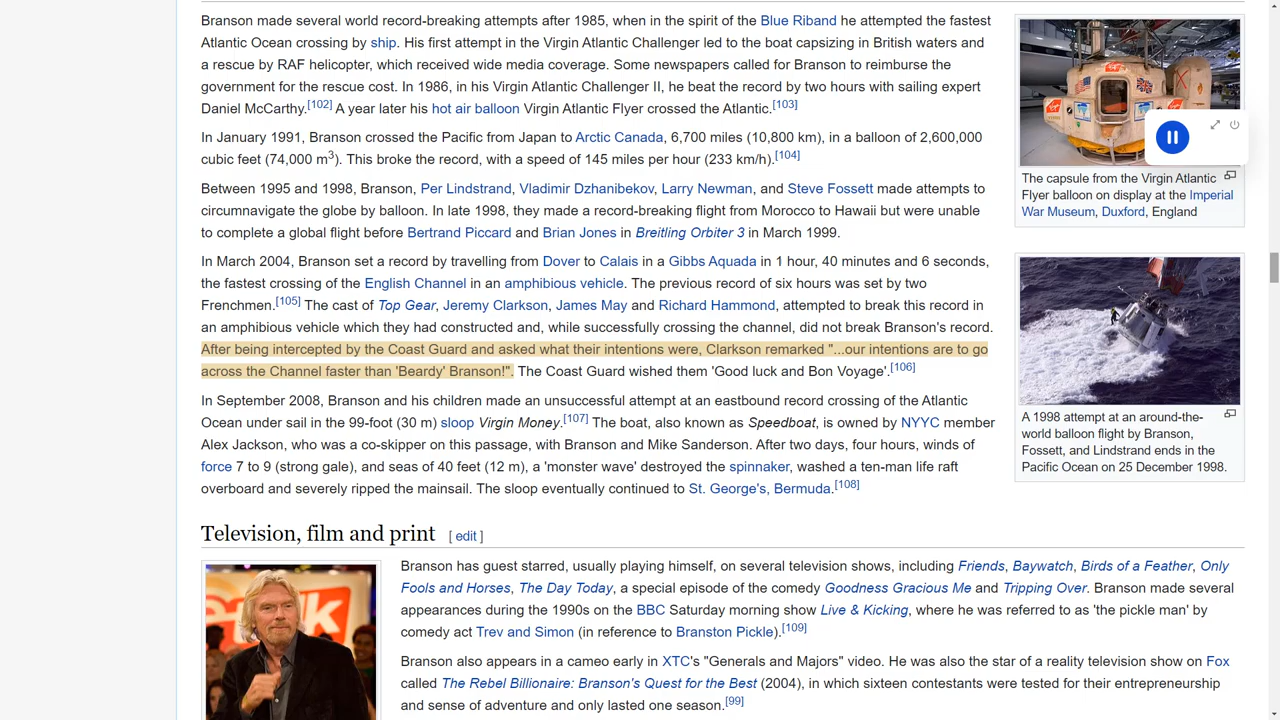 Branson made several world record-breaking attempts after 1985, when in the spirit of the Blue Riband he attempted the fastest
Atlantic Ocean crossing by ship. His first attempt in the Virgin Atlantic Challenger led to the boat capsizing in British waters and
a rescue by RAF helicopter, which received wide media coverage. Some newspapers called for Branson to reimburse the
government for the rescue cost. In 1986, in his Virgin Atlantic Challenger II, he beat the record by two hours with sailing expert
Daniel McCarthy.[102] A year later his hot air balloon Virgin Atlantic Flyer crossed the Atlantic.[103]
In January 1991, Branson crossed the Pacific from Japan to Arctic Canada, 6,700 miles (10,800 km), in a balloon of 2,600,000
cubic feet (74,000 m3). This broke the record, with a speed of 145 miles per hour (233 km/h).[104]
Between 1995 and 1998, Branson, Per Lindstrand, Vladimir Dzhanibekov, Larry Newman, and Steve Fossett made attempts to
circumnavigate the globe by balloon. In late 1998, they made a record-breaking flight from Morocco to Hawaii but were unable
to complete a global flight before Bertrand Piccard and Brian Jones in Breitling Orbiter 3 in March 1999.
In March 2004, Branson set a record by travelling from Dover to Calais in a Gibbs Aquada in 1 hour, 40 minutes and 6 seconds,
the fastest crossing of the English Channel in an amphibious vehicle. The previous record of six hours was set by two
Frenchmen.[105] The cast of Top Gear, Jeremy Clarkson, James May and Richard Hammond, attempted to break this record in
an amphibious vehicle which they had constructed and, while successfully crossing the channel, did not break Branson's record.
After being intercepted by the Coast Guard and asked what their intentions were, Clarkson remarked "...our intentions are to go
across the Channel faster than 'Beardy' Branson!". The Coast Guard wished them 'Good luck and Bon Voyage'.[106]
In September 2008, Branson and his children made an unsuccessful attempt at an eastbound record crossing of the Atlantic
Ocean under sail in the 99-foot (30 m) sloop Virgin Money.[107] The boat, also known as Speedboat, is owned by NYYC member
Alex Jackson, who was a co-skipper on this passage, with Branson and Mike Sanderson. After two days, four hours, winds of
force 7 to 9 (strong gale), and seas of 40 feet (12 m), a 'monster wave' destroyed the spinnaker, washed a ten-man life raft
overboard and severely ripped the mainsail. The sloop eventually continued to St. George's, Bermuda.[108]
The capsule from the Virgin Atlantic
Flyer balloon on display at the Imperial
War Museum, Duxford, England
A 1998 attempt at an around-the-
world balloon flight by Branson,
Fossett, and Lindstrand ends in the
Pacific Ocean on 25 December 1998.
Television, film and print [ edit ]
Branson has guest starred, usually playing himself, on several television shows, including Friends, Baywatch, Birds of a Feather, Only
Fools and Horses, The Day Today, a special episode of the comedy Goodness Gracious Me and Tripping Over. Branson made several
appearances during the 1990s on the BBC Saturday morning show Live & Kicking, where he was referred to as 'the pickle man' by
comedy act Trev and Simon (in reference to Branston Pickle).[109]
Branson also appears in a cameo early in XTC's "Generals and Majors" video. He was also the star of a reality television show on Fox
called The Rebel Billionaire: Branson's Quest for the Best (2004), in which sixteen contestants were tested for their entrepreneurship
and sense of adventure and only lasted one season.[99]